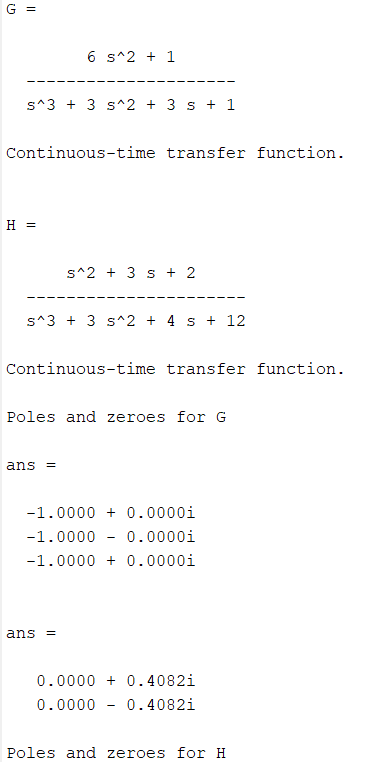 G =
6 s^2 + 1
---------------------
s^3 + 3 s^2 + 3 s + 1
Continuous-time transfer function.
H =
s^2 + 3 s + 2
----------------------
s^3 + 3 s^2 + 4 s + 12
Continuous-time transfer function.
Poles and zeroes for G
ans =
-1.0000 + 0.0000i
-1.0000 - 0.0000i
-1.0000 + 0.0000i
ans =
0.0000 + 0.4082i
0.0000 - 0.4082i
Poles and zeroes for H